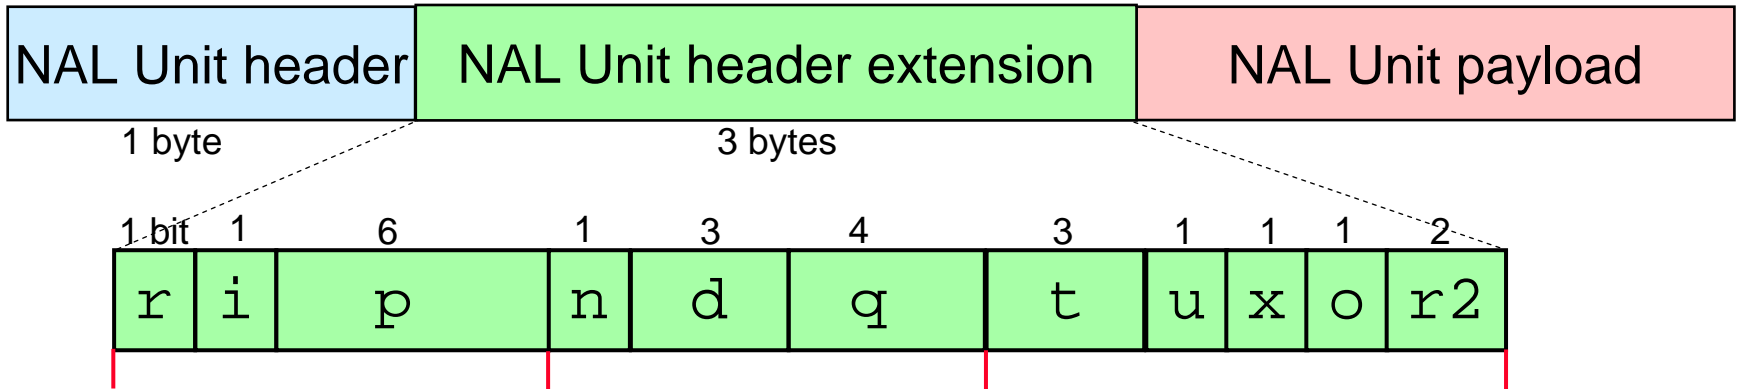 NAL Unit header NAL Unit header extension NAL Unit payload
1 byte 3 bytes
1 bit 1 6 1 3 4 3 1 1 1 2
r i p n d q t u x o r2